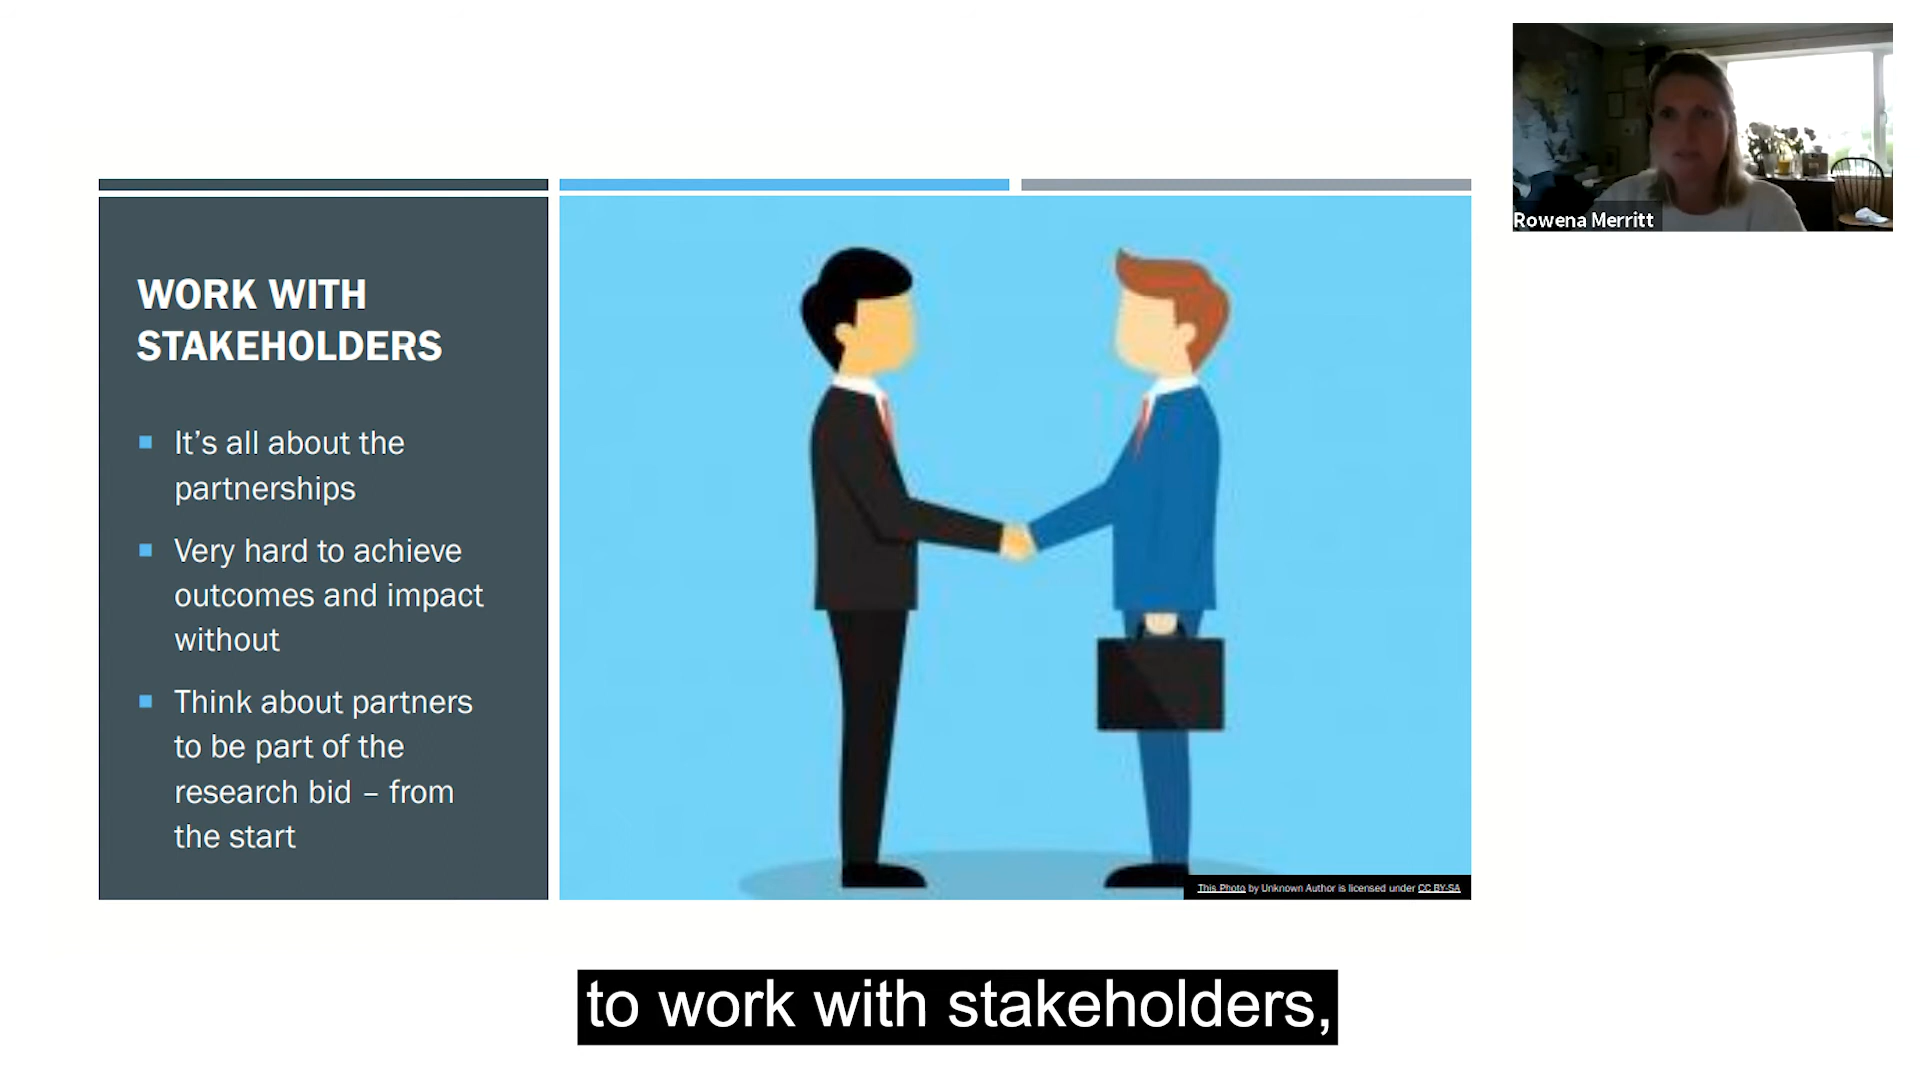 Rowena Merritt
WORK WITH
STAKEHOLDERS
It’s all about the
partnerships
Very hard to achieve
outcomes and impact
without
Think about partners
to be part of the
research bid – from
the start
This Photo by Unknown Author is licensed under CC BY-SA
to work with stakeholders,